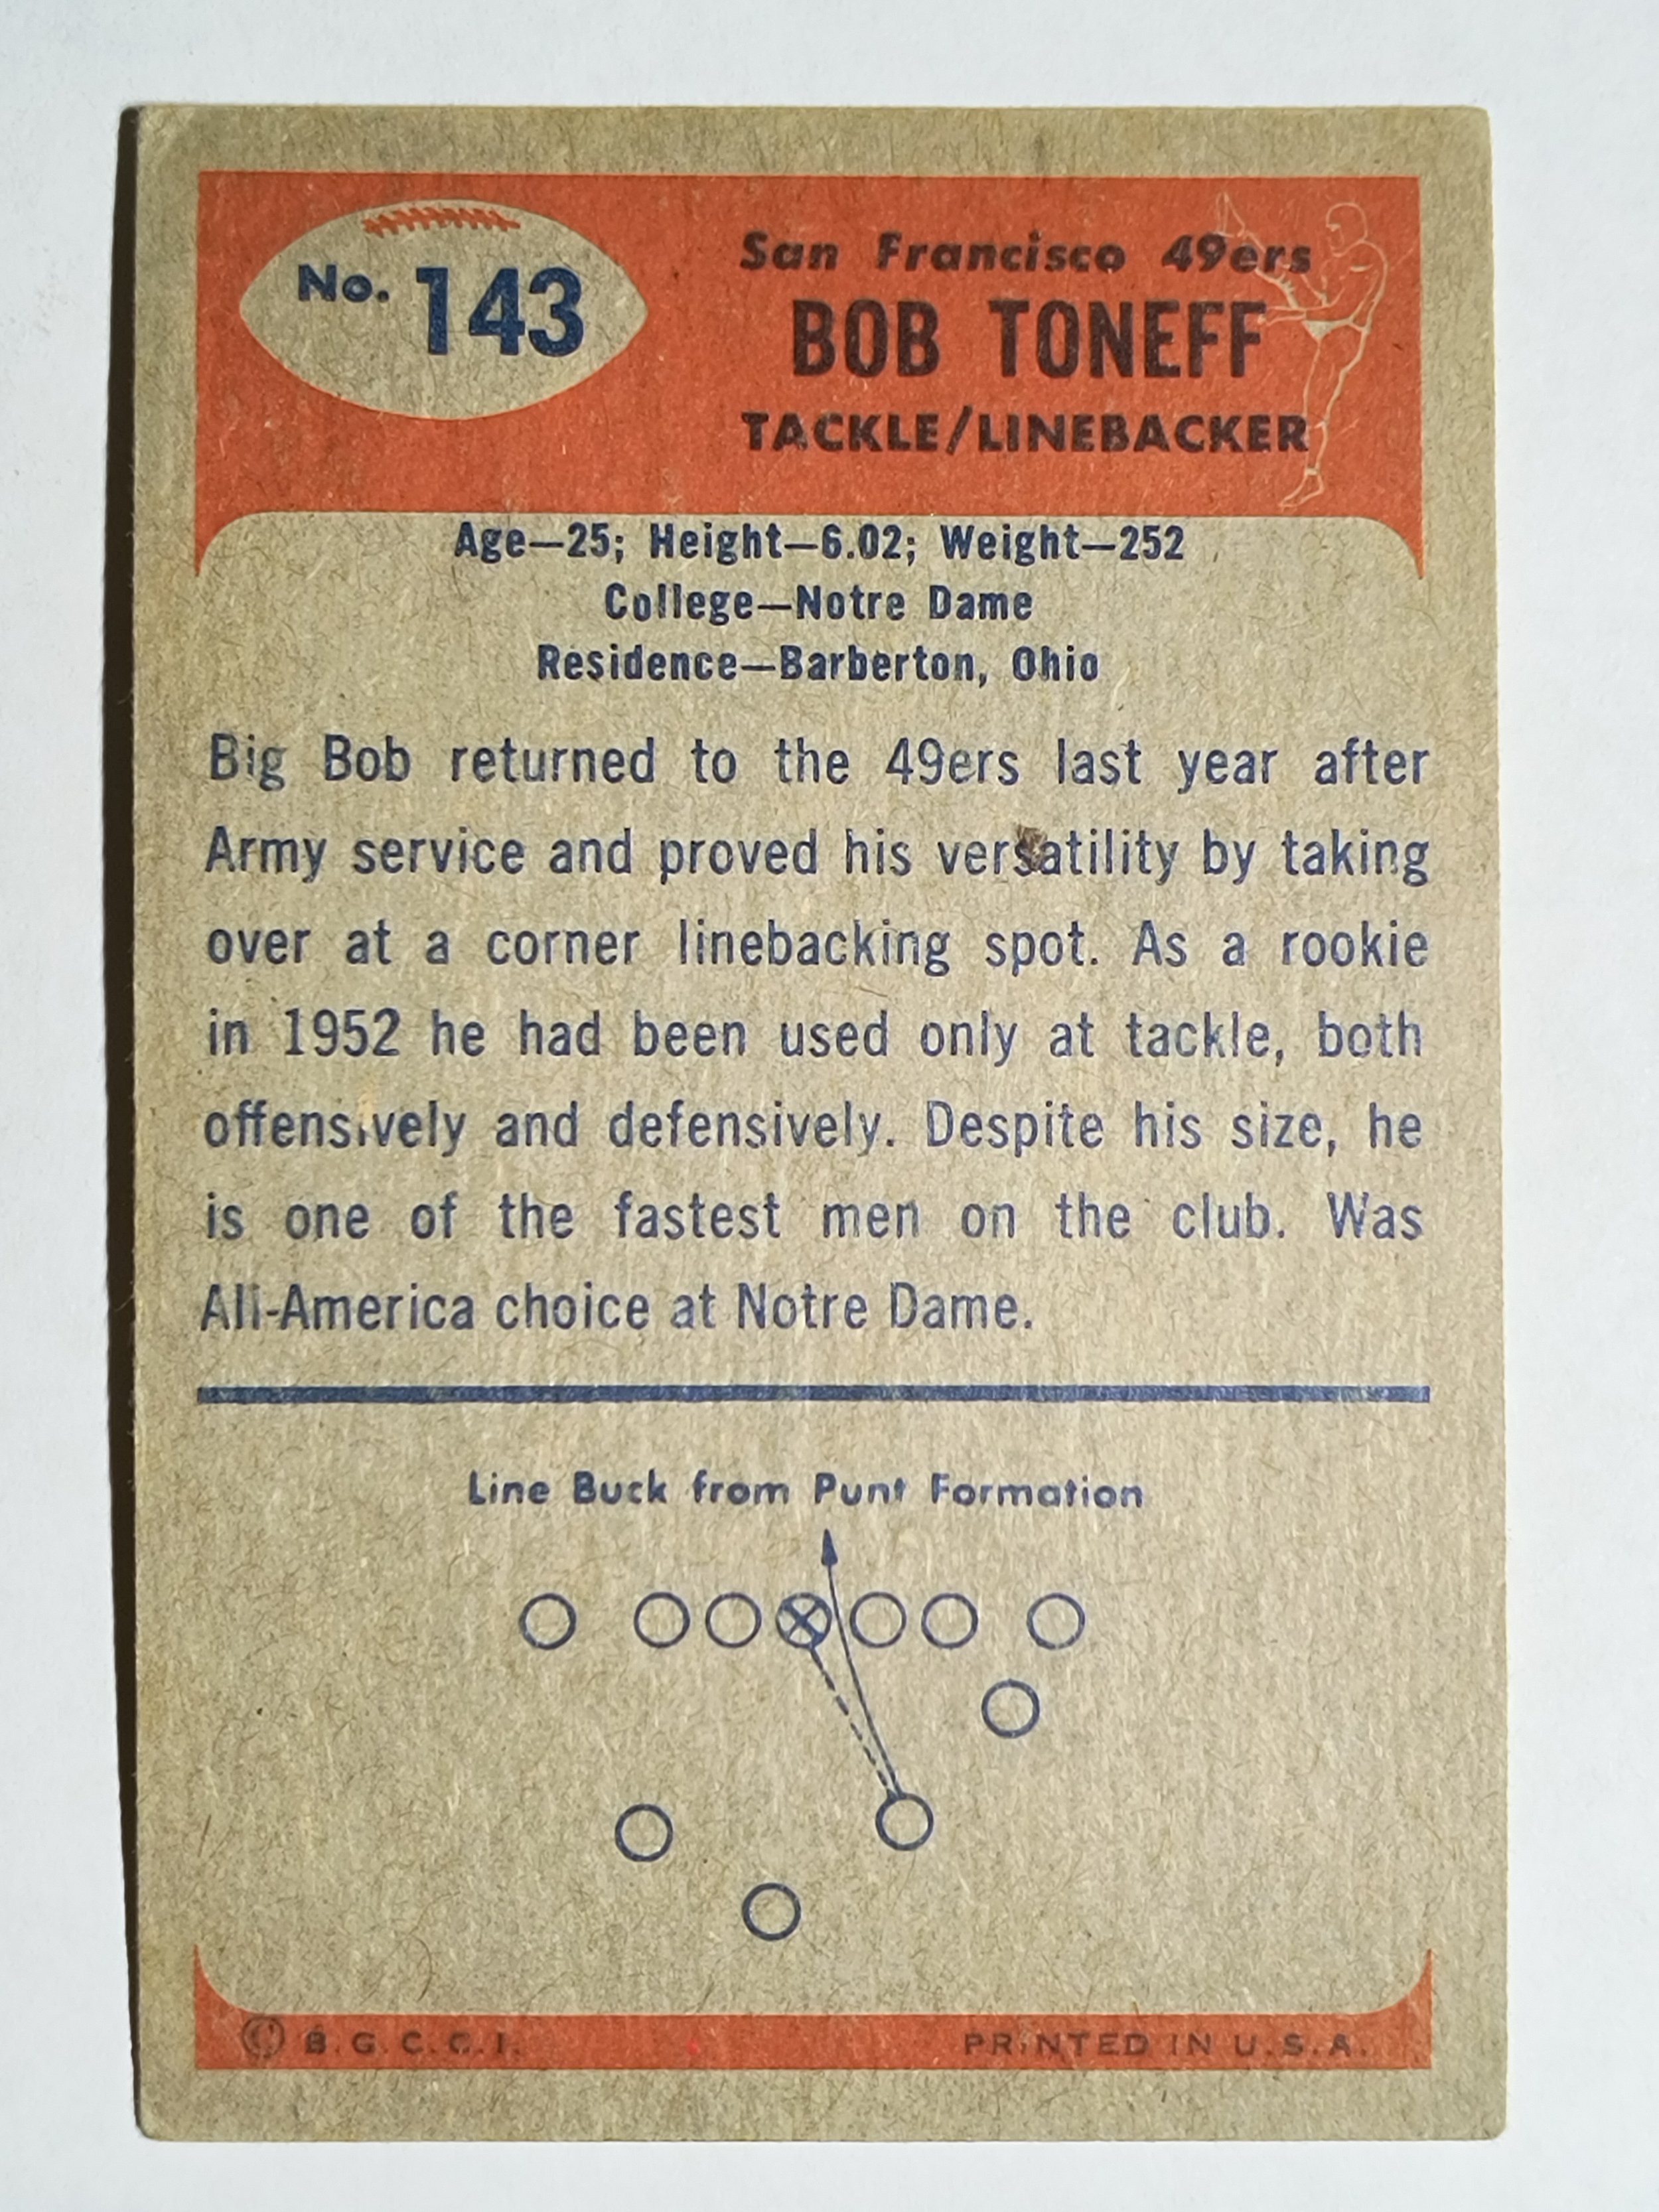 No. 143
San Francisco 49ers
BOB TONEFF
TACKLE/LINEBACKER
Age—25; Height—6.02; Weight—252
College—Notre Dame
Residence—Barberton, Ohio
Big Bob returned to the 49ers last year after
Army service and proved his versatility by taking
over at a corner linebacking spot. As a rookie
in 1952 he had been used only at tackle, both
offensively and defensively. Despite his size, he
is one of the fastest men on the club. Was
All-America choice at Notre Dame.
Line Buck from Punt Formation
© B.G.C.C.I.
PRINTED IN U.S.A.